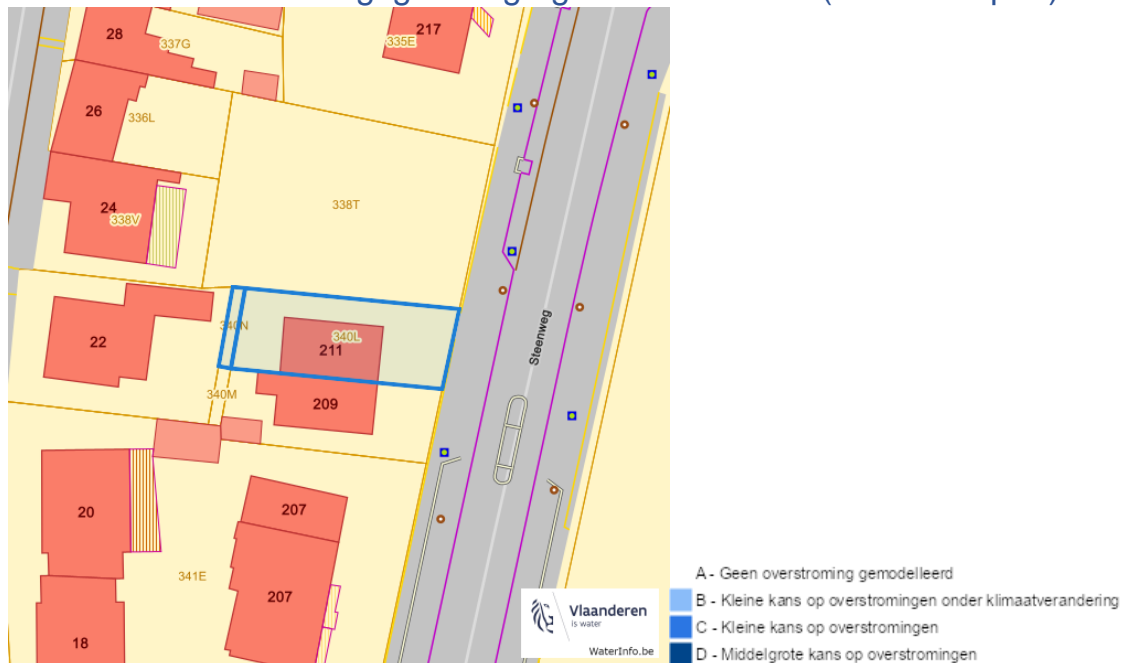 28
337G
335E
217
26
336L
24
338V
338T
340N
22
340L
211
Steenweg
340M
209
20
207
341E
207
18
Vlaanderen
is water
WaterInfo.be
A - Geen overstroming gemodelleerd
B - Kleine kans op overstromingen onder klimaatverandering
C - Kleine kans op overstromingen
D - Middelgrote kans op overstromingen